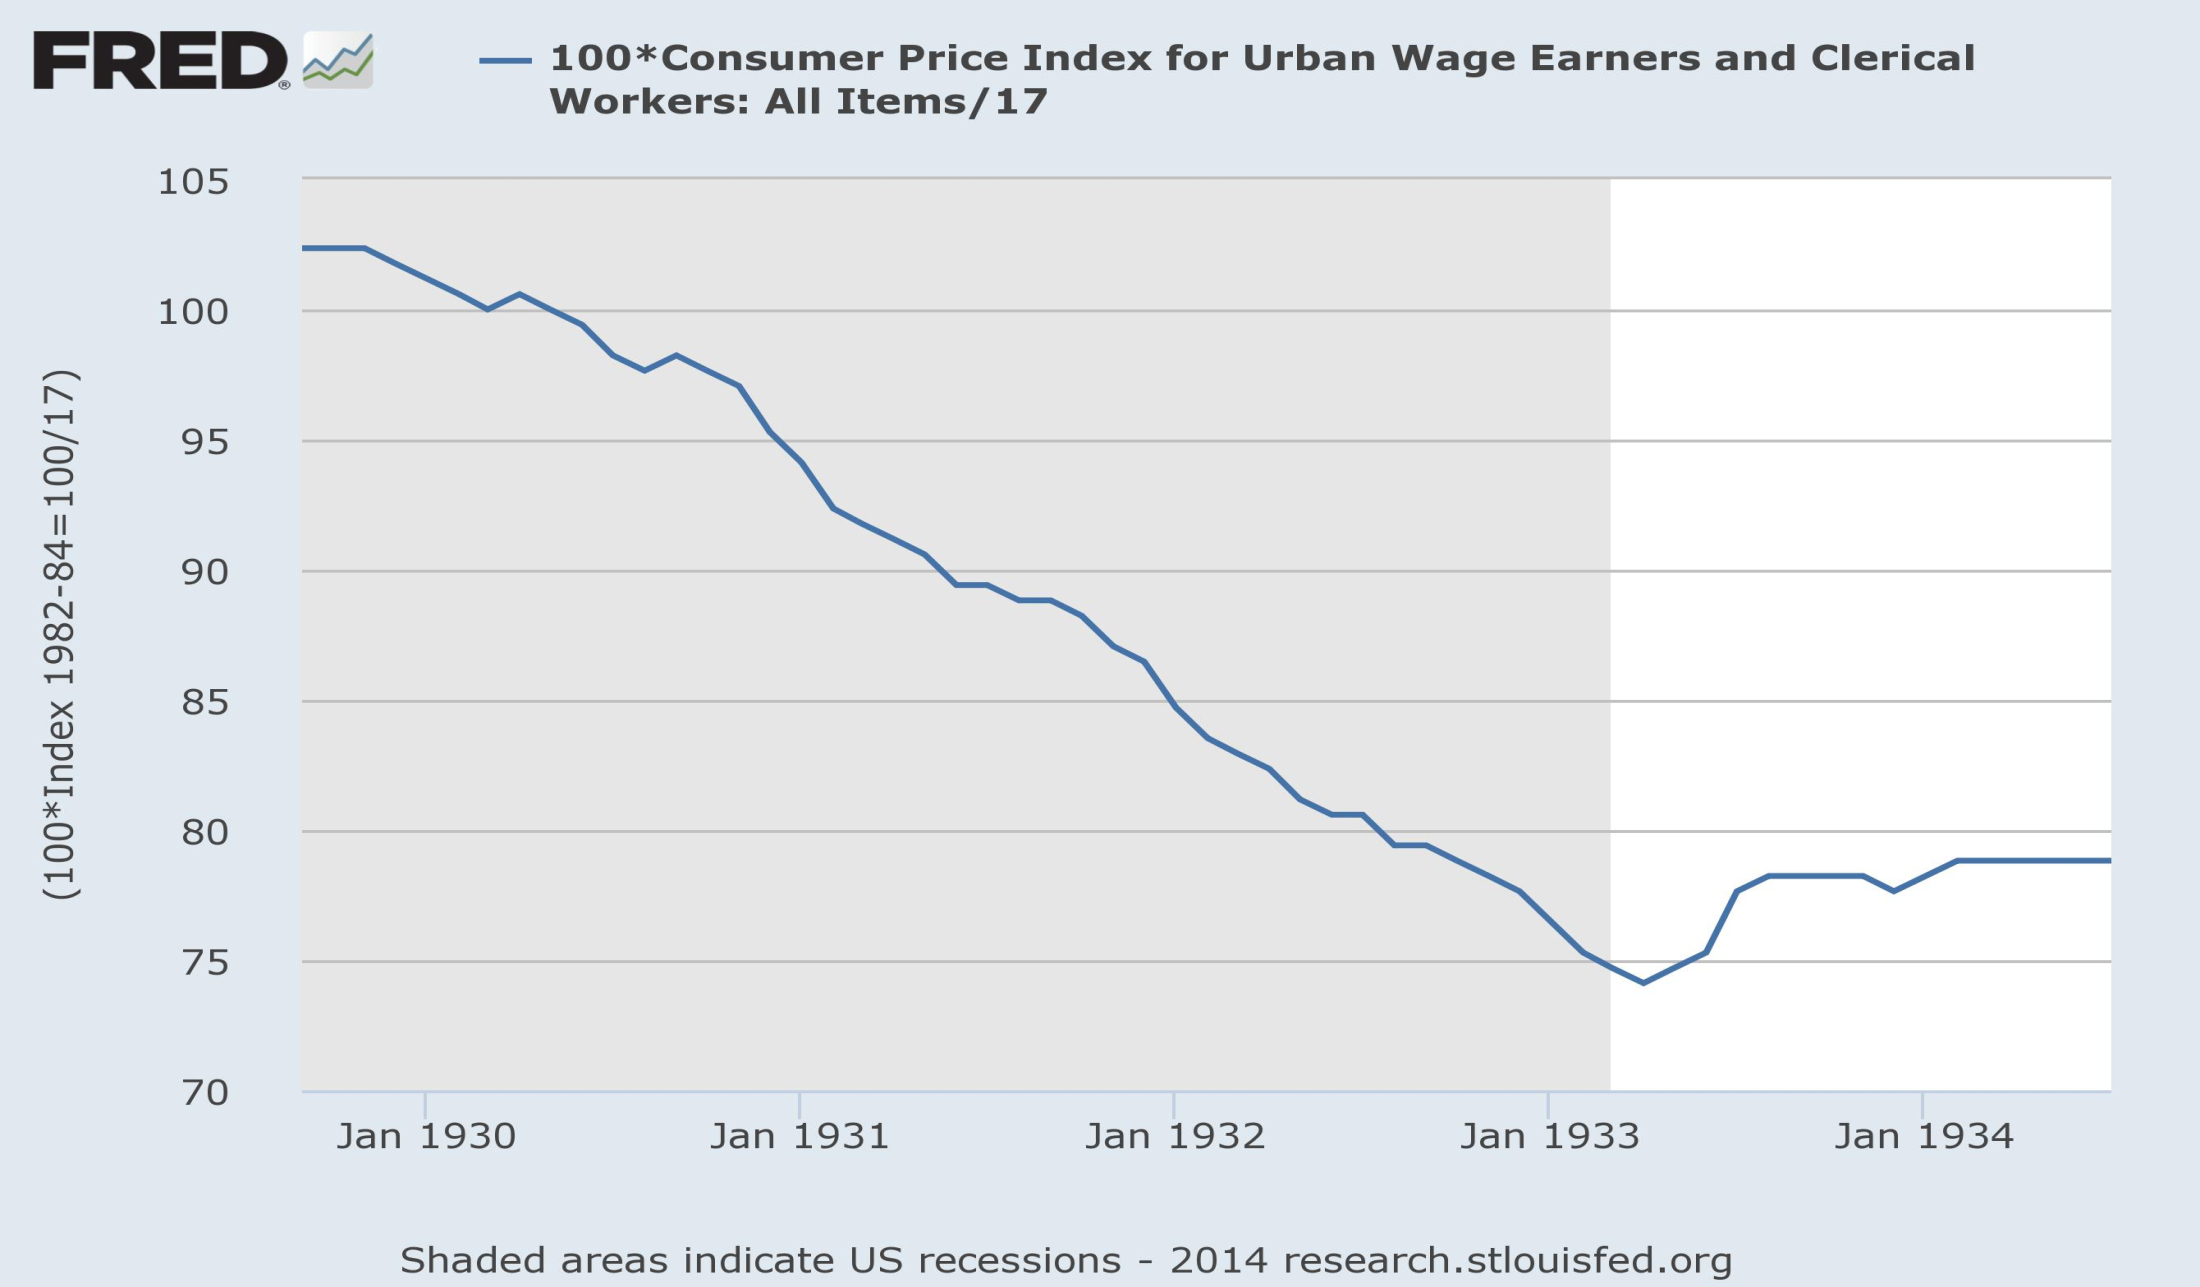 FRED®
100*Consumer Price Index for Urban Wage Earners and Clerical
Workers: All Items/17
(100*Index 1982-84=100/17)
105
100
95
90
85
80
75
70
Jan 1930
Jan 1931
Jan 1932
Jan 1933
Jan 1934
Shaded areas indicate US recessions - 2014 research.stlouisfed.org